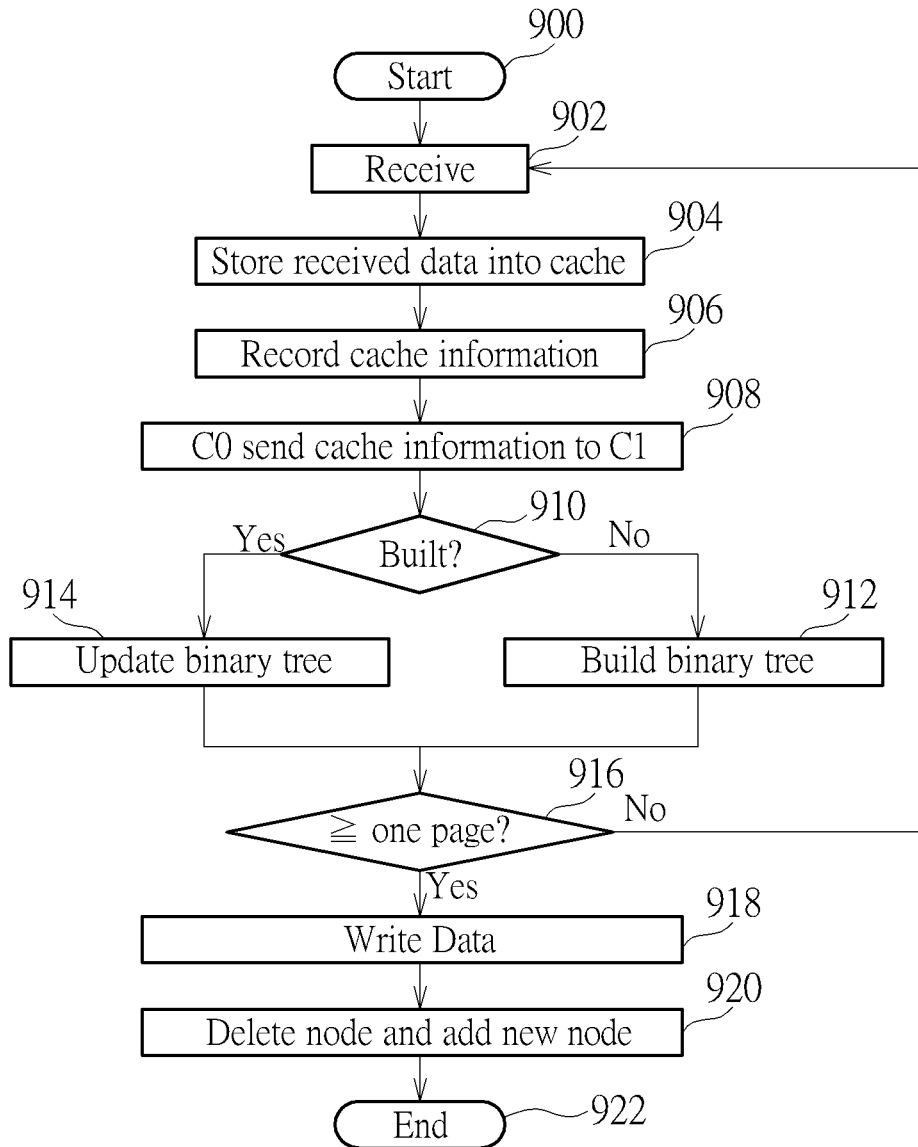 900
Start
902
Receive
904
Store received data into cache
906
Record cache information
908
C0 send cache information to C1
910
Yes
Built?
No
914
912
Update binary tree
Build binary tree
916
≧ one page?
No
Yes
918
Write Data
920
Delete node and add new node
End
922